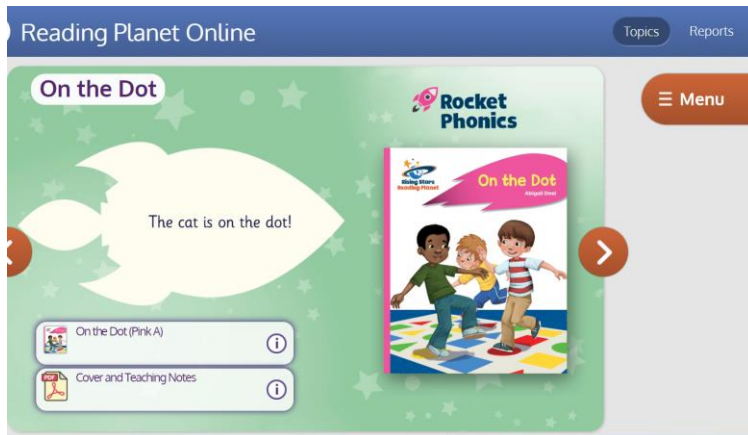 Reading Planet Online
Topics
Reports
On the Dot
Rocket
Phonics
☰ Menu
The cat is on the dot!
Rising Stars
Reading Planet
On the Dot
On the Dot (Pink A)
PDF
Cover and Teaching Notes